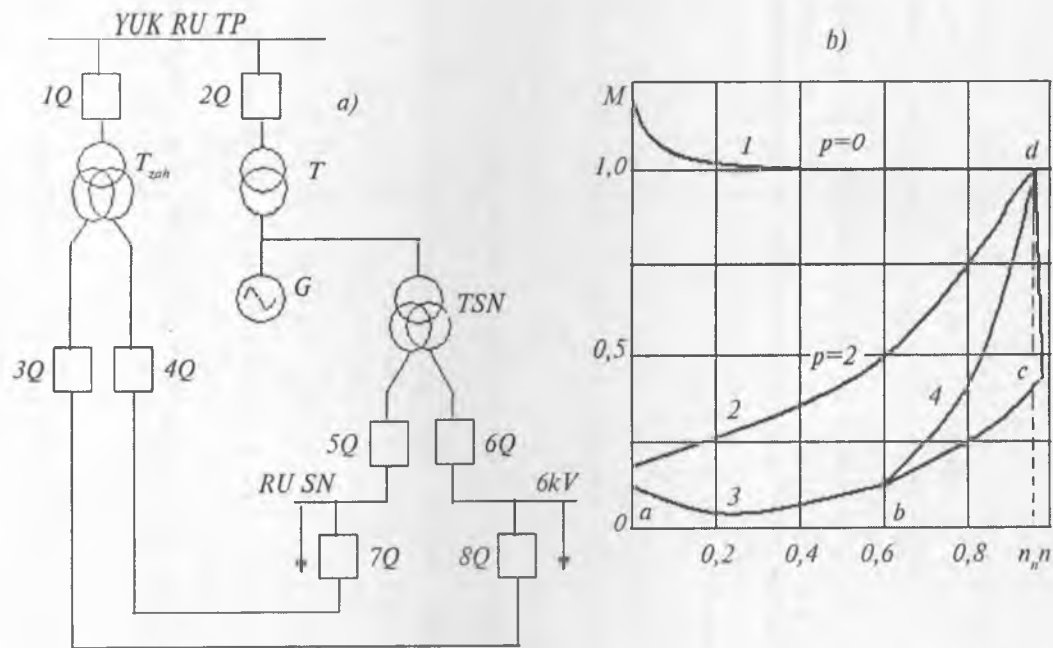 YUK RU TP
1Q
2Q
a)
T_zah
T
G
TSN
3Q
4Q
5Q
6Q
RU SN
6kV
7Q
8Q
b)
M
1
p=0
d
1,0
0,5
p=2
2
4
c
3
a
b
0
0,2
0,4
0,6
0,8
n_n n